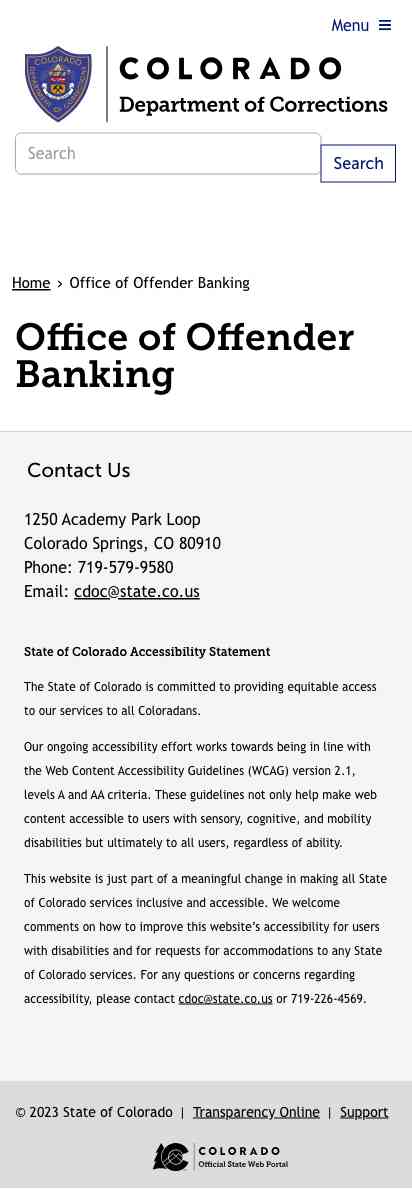 Menu
COLORADO
COLORADO
Department of Corrections
Search
Search
Home › Office of Offender Banking
Office of Offender
Banking
Contact Us
1250 Academy Park Loop
Colorado Springs, CO 80910
Phone: 719-579-9580
Email: cdoc@state.co.us
State of Colorado Accessibility Statement
The State of Colorado is committed to providing equitable access
to our services to all Coloradans.
Our ongoing accessibility effort works towards being in line with
the Web Content Accessibility Guidelines (WCAG) version 2.1,
levels A and AA criteria. These guidelines not only help make web
content accessible to users with sensory, cognitive, and mobility
disabilities but ultimately to all users, regardless of ability.
This website is just part of a meaningful change in making all State
of Colorado services inclusive and accessible. We welcome
comments on how to improve this website's accessibility for users
with disabilities and for requests for accommodations to any State
of Colorado services. For any questions or concerns regarding
accessibility, please contact cdoc@state.co.us or 719-226-4569.
© 2023 State of Colorado | Transparency Online | Support
COLORADO
Official State Web Portal